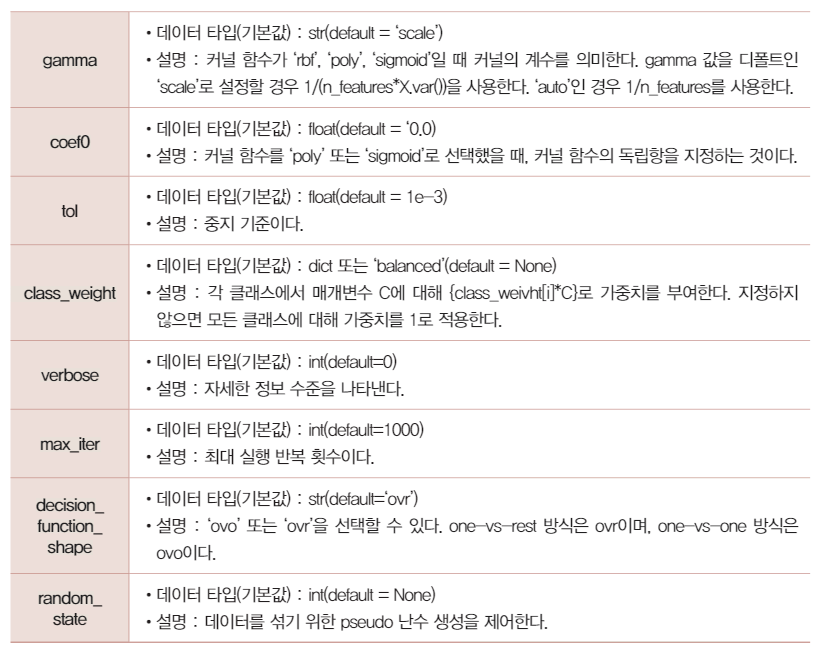 gamma
• 데이터 타입(기본값) : str(default = ‘scale’)
• 설명 : 커널 함수가 ‘rbf’, ‘poly’, ‘sigmoid’일 때 커널의 계수를 의미한다. gamma 값을 디폴트인
‘scale’로 설정할 경우 1/(n_features*X.var())을 사용한다. ‘auto’인 경우 1/n_features를 사용한다.
coef0
• 데이터 타입(기본값) : float(default = ‘0.0)
• 설명 : 커널 함수를 ‘poly’ 또는 ‘sigmoid’로 선택했을 때, 커널 함수의 독립항을 지정하는 것이다.
tol
• 데이터 타입(기본값) : float(default = 1e-3)
• 설명 : 중지 기준이다.
class_weight
• 데이터 타입(기본값) : dict 또는 ‘balanced’(default = None)
• 설명 : 각 클래스에서 매개변수 C에 대해 {class_weivht[i]*C}로 가중치를 부여한다. 지정하지
않으면 모든 클래스에 대해 가중치를 1로 적용한다.
verbose
• 데이터 타입(기본값) : int(default=0)
• 설명 : 자세한 정보 수준을 나타낸다.
max_iter
• 데이터 타입(기본값) : int(default=1000)
• 설명 : 최대 실행 반복 횟수이다.
decision_
function_
shape
• 데이터 타입(기본값) : str(default=‘ovr’)
• 설명 : ‘ovo’ 또는 ‘ovr’을 선택할 수 있다. one-vs-rest 방식은 ovr이며, one-vs-one 방식은
ovo이다.
random_
state
• 데이터 타입(기본값) : int(default = None)
• 설명 : 데이터를 섞기 위한 pseudo 난수 생성을 제어한다.